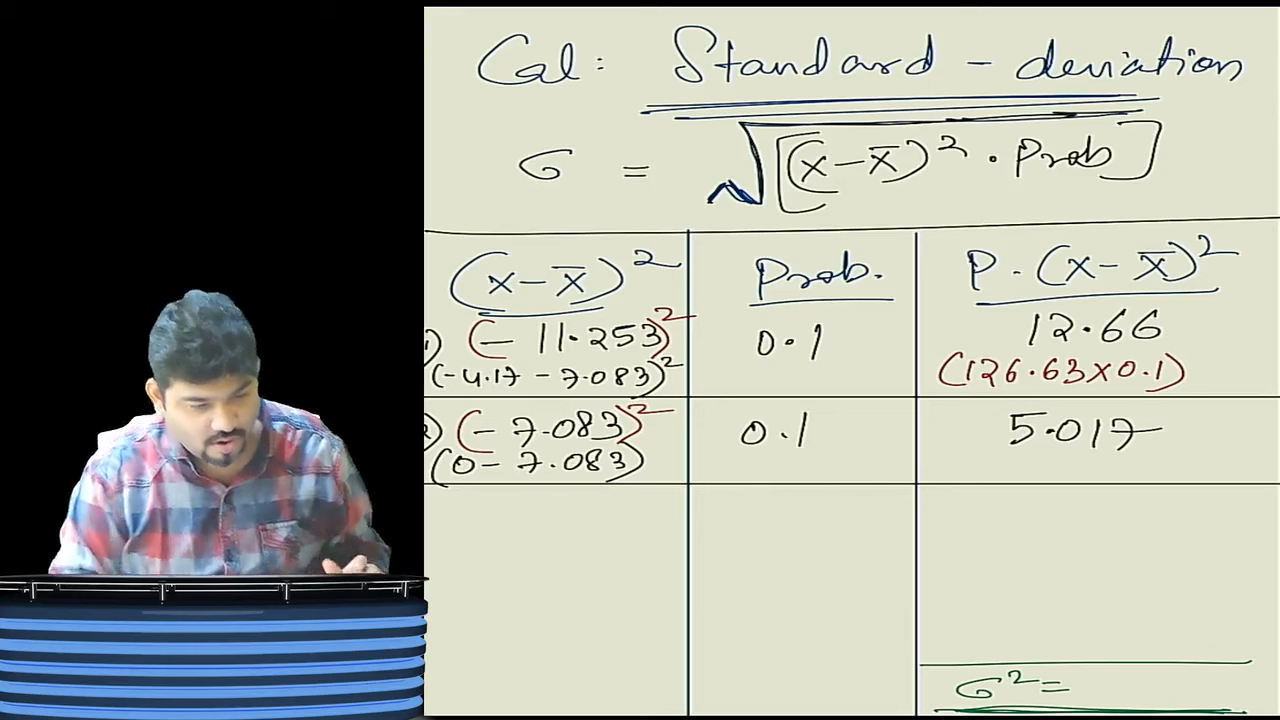 Cal: Standard - deviation
σ = √[(x-x̅)² · Prob]
(x-x̅)² Prob. P. (x-x̅)²
1) (- 11.253)² 0.1 12.66
(-4.17 - 7.083)² (126.63×0.1)
2) (- 7.083)² 0.1 5.017
(0 - 7.083)
σ² =